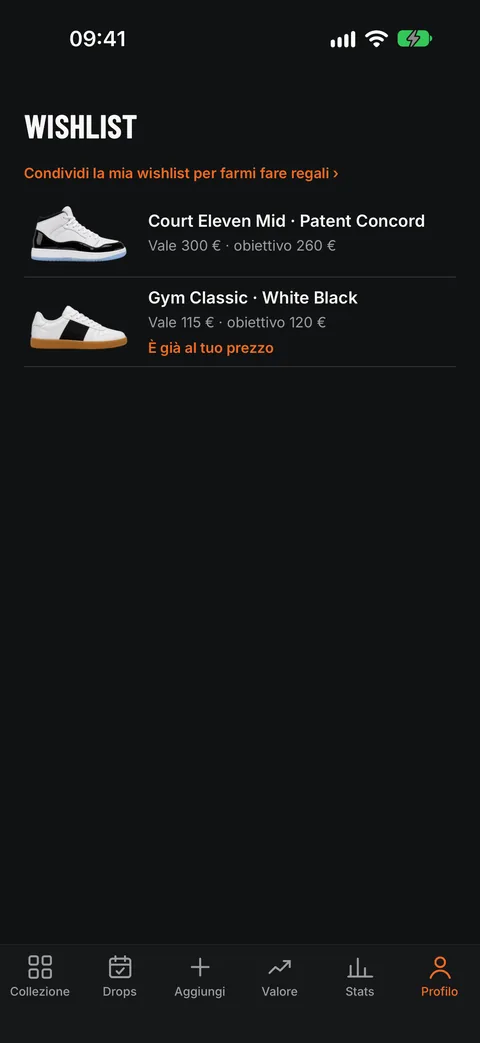 09:41
WISHLIST
Condividi la mia wishlist per farmi fare regali ›
Court Eleven Mid · Patent Concord
Vale 300 € · obiettivo 260 €
Gym Classic · White Black
Vale 115 € · obiettivo 120 €
È già al tuo prezzo
Collezione Drops Aggiungi Valore Stats Profilo